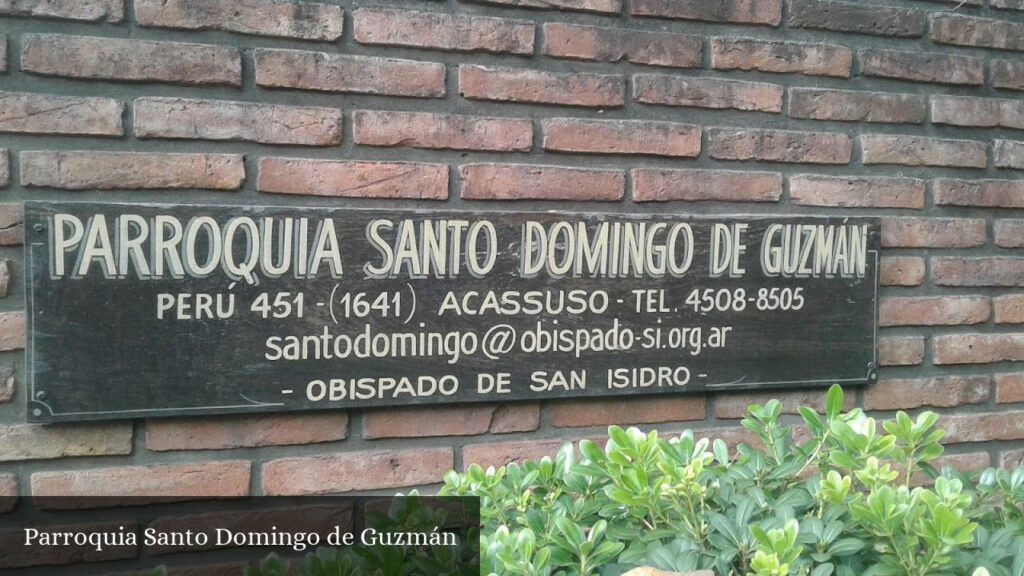 PARROQUIA SANTO DOMINGO DE GUZMÁN
PERÚ 451 - (1641) ACASSUSO - TEL. 4508-8505
santodomingo@obispado-si.org.ar
- OBISPADO DE SAN ISIDRO -
Parroquia Santo Domingo de Guzmán